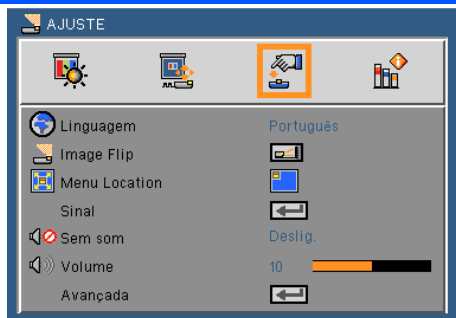 AJUSTE
Linguagem Português
Image Flip
Menu Location
Sinal
Sem som Deslig.
Volume 10
Avançada